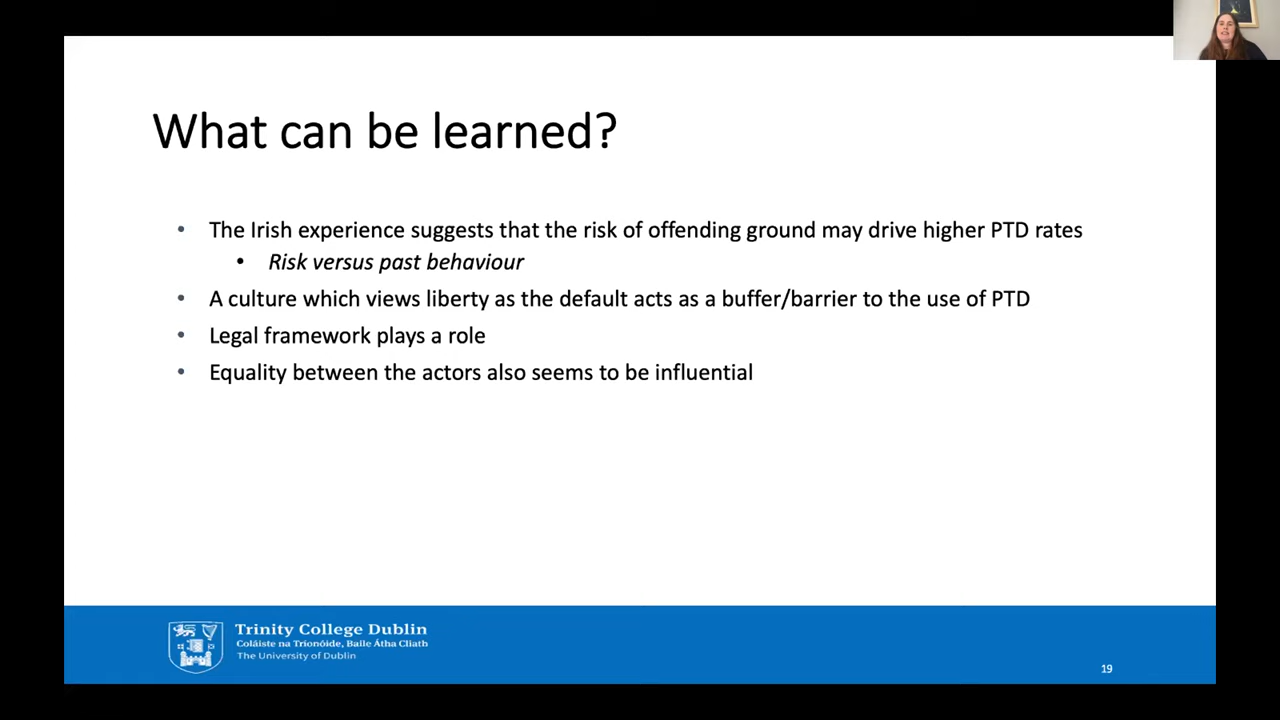 What can be learned?
• The Irish experience suggests that the risk of offending ground may drive higher PTD rates
• Risk versus past behaviour
• A culture which views liberty as the default acts as a buffer/barrier to the use of PTD
• Legal framework plays a role
• Equality between the actors also seems to be influential
Trinity College Dublin
Coláiste na Tríonóide, Baile Átha Cliath
The University of Dublin
19